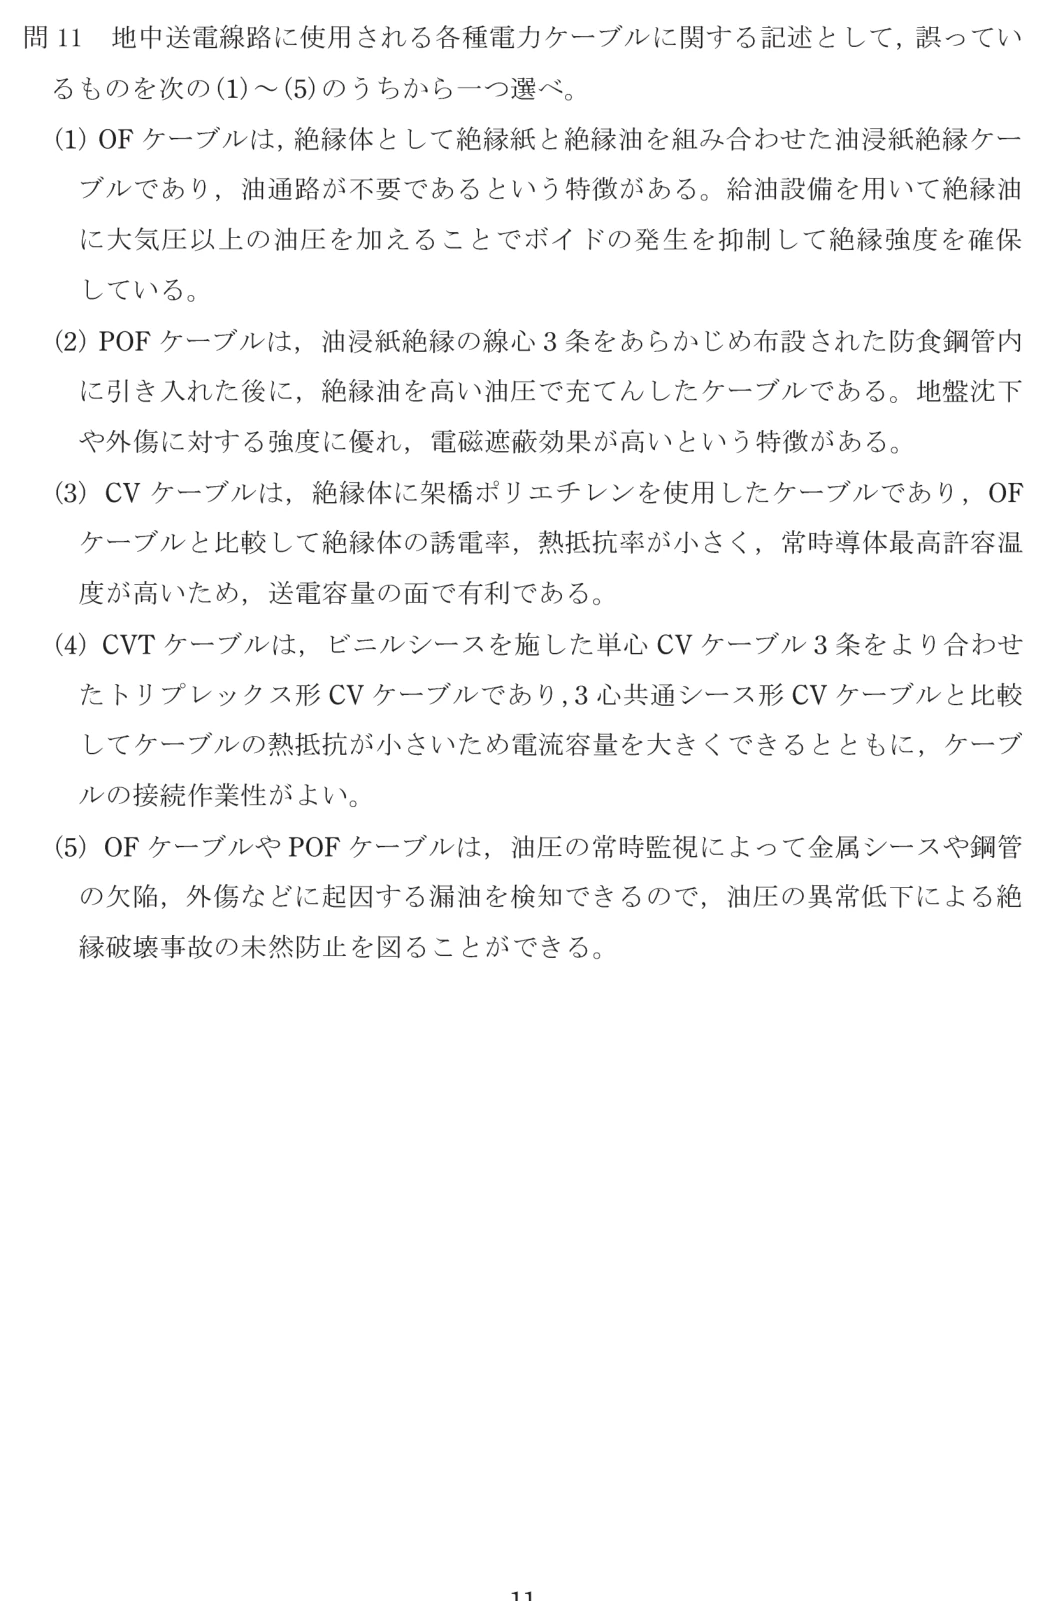 問 11　地中送電線路に使用される各種電力ケーブルに関する記述として，誤ってい
るものを次の(1)～(5)のうちから一つ選べ。
(1) OF ケーブルは，絶縁体として絶縁紙と絶縁油を組み合わせた油浸紙絶縁ケー
ブルであり，油通路が不要であるという特徴がある。給油設備を用いて絶縁油
に大気圧以上の油圧を加えることでボイドの発生を抑制して絶縁強度を確保
している。
(2) POF ケーブルは，油浸紙絶縁の線心 3 条をあらかじめ布設された防食鋼管内
に引き入れた後に，絶縁油を高い油圧で充てんしたケーブルである。地盤沈下
や外傷に対する強度に優れ，電磁遮蔽効果が高いという特徴がある。
(3) CV ケーブルは，絶縁体に架橋ポリエチレンを使用したケーブルであり，OF
ケーブルと比較して絶縁体の誘電率，熱抵抗率が小さく，常時導体最高許容温
度が高いため，送電容量の面で有利である。
(4) CVT ケーブルは，ビニルシースを施した単心 CV ケーブル 3 条をより合わせ
たトリプレックス形 CV ケーブルであり，3 心共通シース形 CV ケーブルと比較
してケーブルの熱抵抗が小さいため電流容量を大きくできるとともに，ケーブ
ルの接続作業性がよい。
(5) OF ケーブルや POF ケーブルは，油圧の常時監視によって金属シースや鋼管
の欠陥，外傷などに起因する漏油を検知できるので，油圧の異常低下による絶
縁破壊事故の未然防止を図ることができる。
11